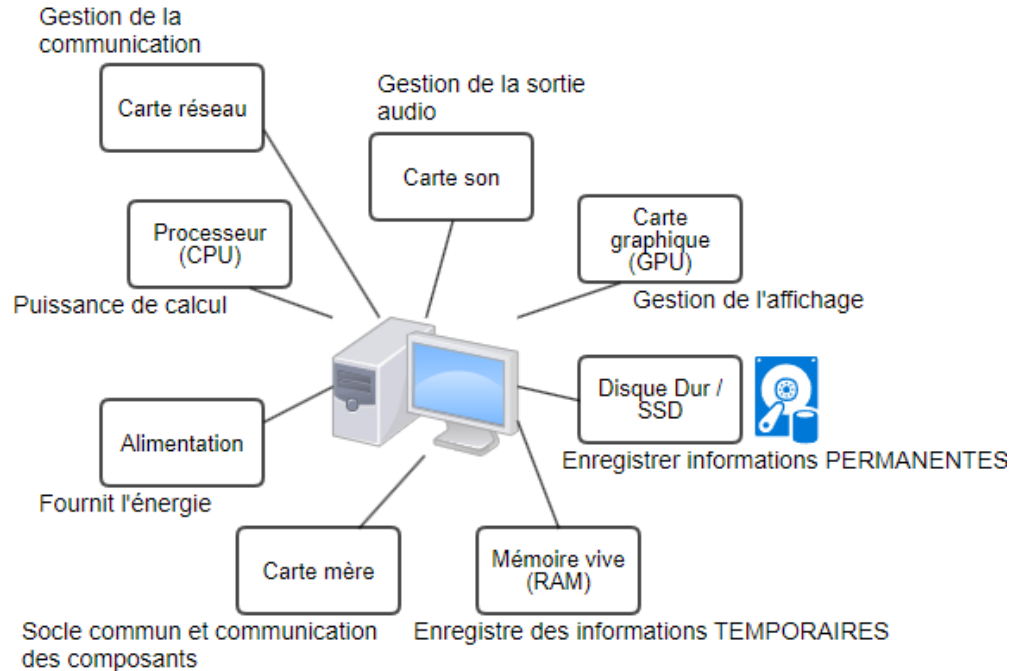 Gestion de la
communication
Carte réseau
Gestion de la sortie
audio
Carte son
Carte
graphique
(GPU)
Gestion de l'affichage
Processeur
(CPU)
Puissance de calcul
Disque Dur /
SSD
Enregistrer informations PERMANENTES
Alimentation
Fournit l'énergie
Carte mère
Socle commun et communication
des composants
Mémoire vive
(RAM)
Enregistre des informations TEMPORAIRES